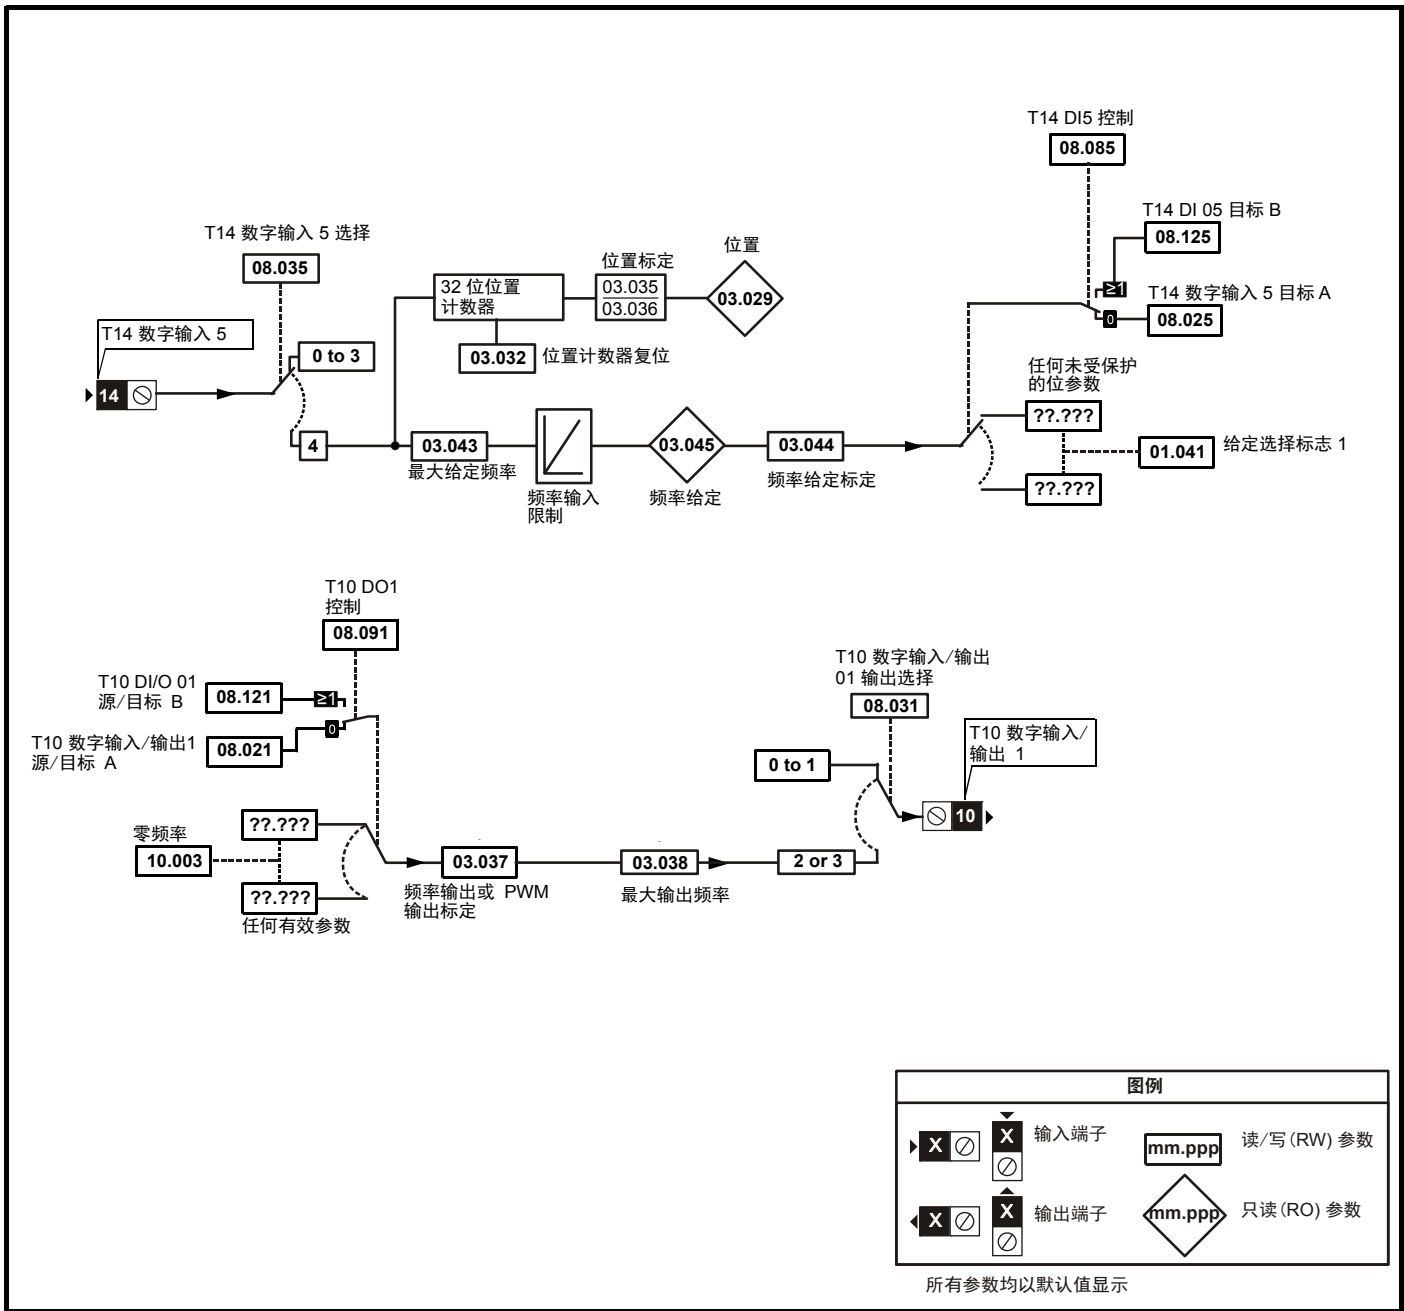 T14 DI5 控制
08.085
T14 DI 05 目标 B
08.125
≥1
T14 数字输入 5 目标 A
0
08.025
T14 数字输入 5 选择
08.035
T14 数字输入 5
14
0 to 3
4
32 位位置
计数器
03.032
位置计数器复位
位置标定
03.035
03.036
位置
03.029
03.043
最大给定频率
频率输入
限制
03.045
频率给定
03.044
频率给定标定
任何未受保护
的位参数
??.???
??.???
01.041
给定选择标志 1
T10 DO1
控制
08.091
T10 DI/O 01
源/目标 B
08.121
≥1
T10 数字输入/输出1
源/目标 A
08.021
0
零频率
10.003
??.???
??.???
任何有效参数
03.037
频率输出或 PWM
输出标定
03.038
最大输出频率
0 to 1
2 or 3
T10 数字输入/输出
01 输出选择
08.031
T10 数字输入/
输出 1
10
图例
X
X
输入端子
mm.ppp
读/写(RW) 参数
X
X
输出端子
mm.ppp
只读(RO) 参数
所有参数均以默认值显示